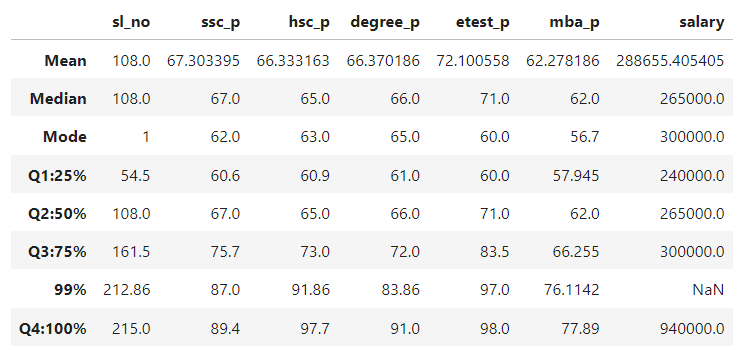 sl_no ssc_p hsc_p degree_p etest_p mba_p salary
Mean 108.0 67.303395 66.333163 66.370186 72.100558 62.278186 288655.405405
Median 108.0 67.0 65.0 66.0 71.0 62.0 265000.0
Mode 1 62.0 63.0 65.0 60.0 56.7 300000.0
Q1:25% 54.5 60.6 60.9 61.0 60.0 57.945 240000.0
Q2:50% 108.0 67.0 65.0 66.0 71.0 62.0 265000.0
Q3:75% 161.5 75.7 73.0 72.0 83.5 66.255 300000.0
99% 212.86 87.0 91.86 83.86 97.0 76.1142 NaN
Q4:100% 215.0 89.4 97.7 91.0 98.0 77.89 940000.0